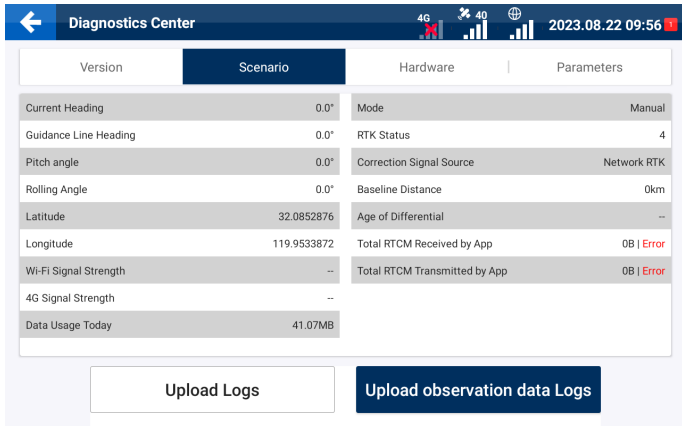 Diagnostics Center
4G
40
2023.08.22 09:56
1
Version
Scenario
Hardware
Parameters
Current Heading 0.0°
Guidance Line Heading 0.0°
Pitch angle 0.0°
Rolling Angle 0.0°
Latitude 32.0852876
Longitude 119.9533872
Wi-Fi Signal Strength --
4G Signal Strength --
Data Usage Today 41.07MB
Mode Manual
RTK Status 4
Correction Signal Source Network RTK
Baseline Distance 0km
Age of Differential --
Total RTCM Received by App 0B | Error
Total RTCM Transmitted by App 0B | Error
Upload Logs
Upload observation data Logs